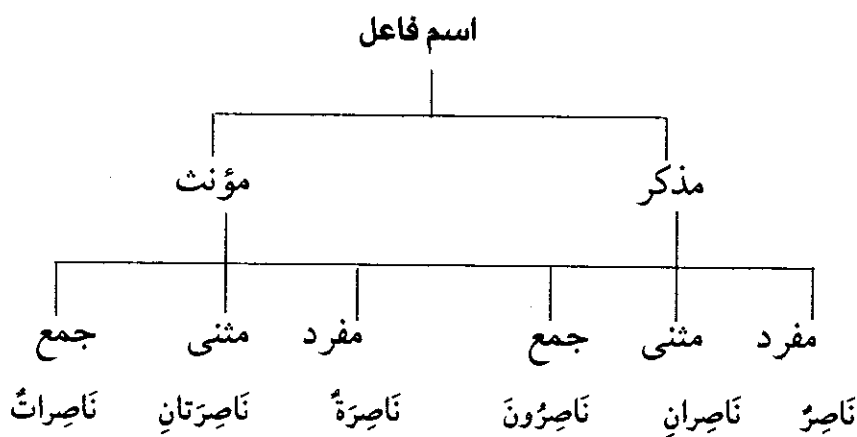 اسم فاعل
مذكر مؤنث
مفرد مثنى جمع مفرد مثنى جمع
نَاصِرٌ نَاصِرانِ نَاصِرُونَ نَاصِرَةٌ نَاصِرَتانِ نَاصِراتٌ